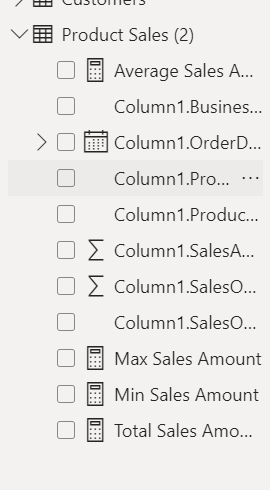 Customers
Product Sales (2)
Average Sales A...
Column1.Busines...
Column1.OrderD...
Column1.Pro...
Column1.Produc...
Column1.SalesA...
Column1.SalesO...
Column1.SalesO...
Max Sales Amount
Min Sales Amount
Total Sales Amo...